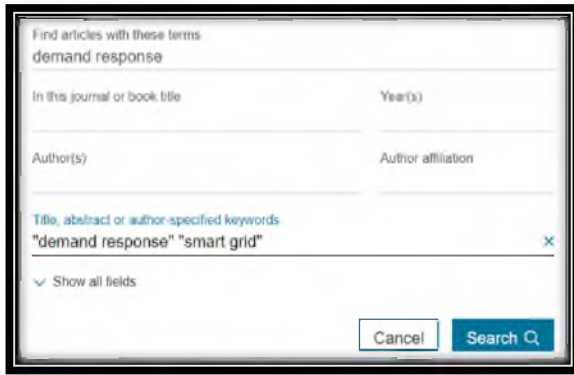 Find articles with these terms
demand response
In this journal or book title
Year(s)
Author(s)
Author affiliation
Title, abstract or author-specified keywords
"demand response" "smart grid"
Show all fields
Cancel
Search